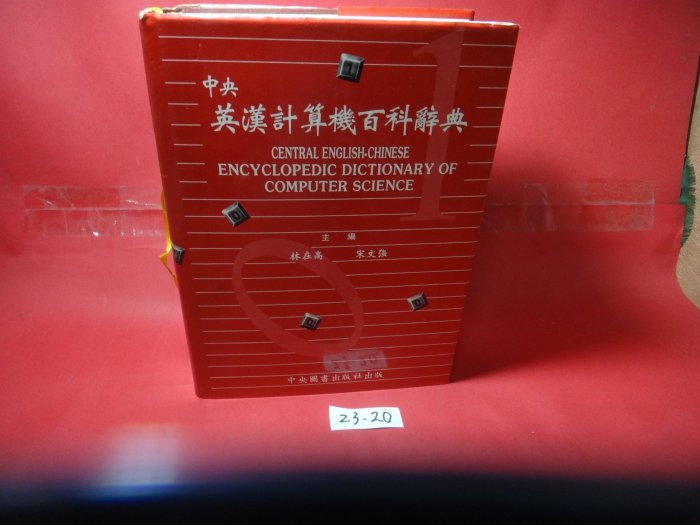 中央
英漢計算機百科辭典
CENTRAL ENGLISH-CHINESE
ENCYCLOPEDIC DICTIONARY OF
COMPUTER SCIENCE
主編
林在高 宋文強
中央圖書出版社出版
23-20